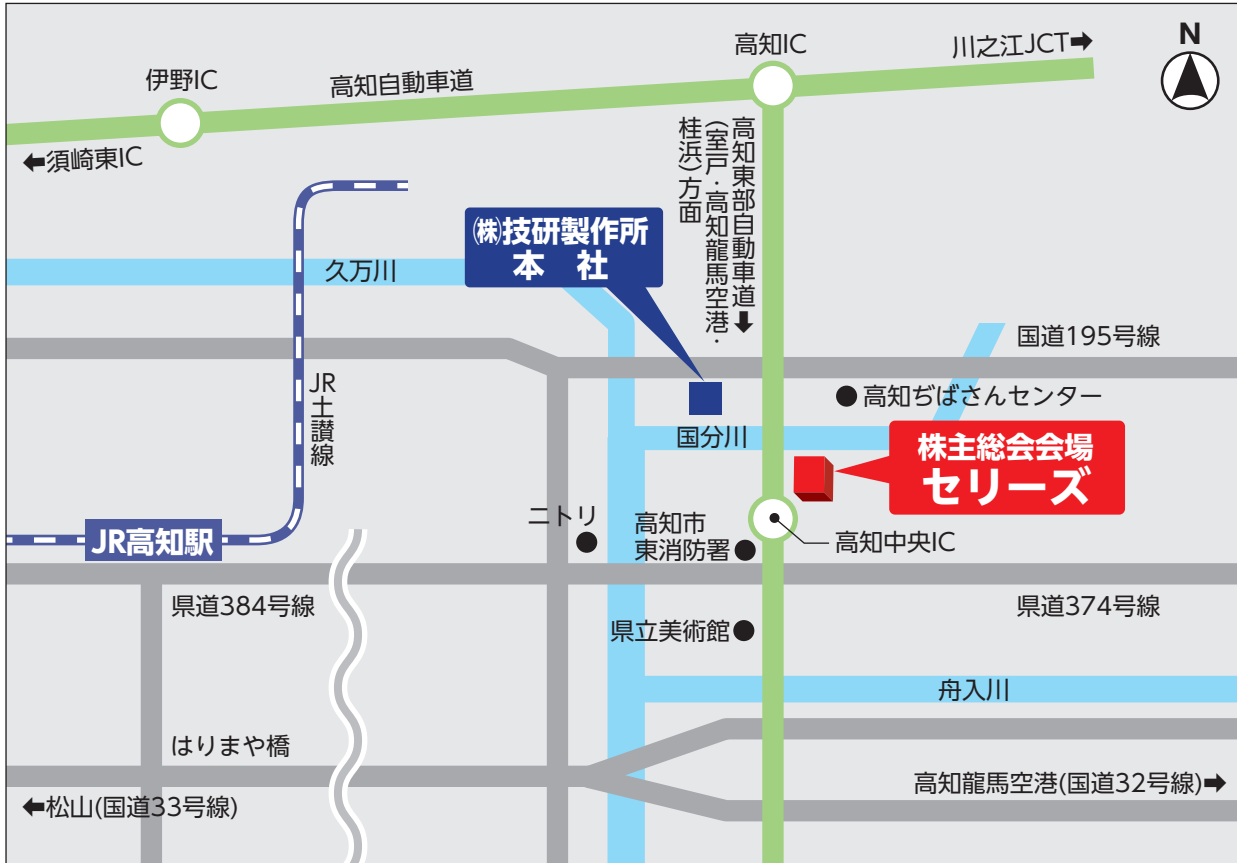 N
高知IC
川之江JCT➡
伊野IC
高知自動車道
⬅須崎東IC
高知東部自動車道➡
(室戸・高知龍馬空港・
桂浜)方面
㈱技研製作所
本 社
久万川
国道195号線
JR土讃線
高知ぢばさんセンター
国分川
株主総会会場
セリーズ
ニトリ
高知市
東消防署
高知中央IC
JR高知駅
県道384号線
県道374号線
県立美術館
舟入川
はりまや橋
高知龍馬空港(国道32号線)➡
⬅松山(国道33号線)